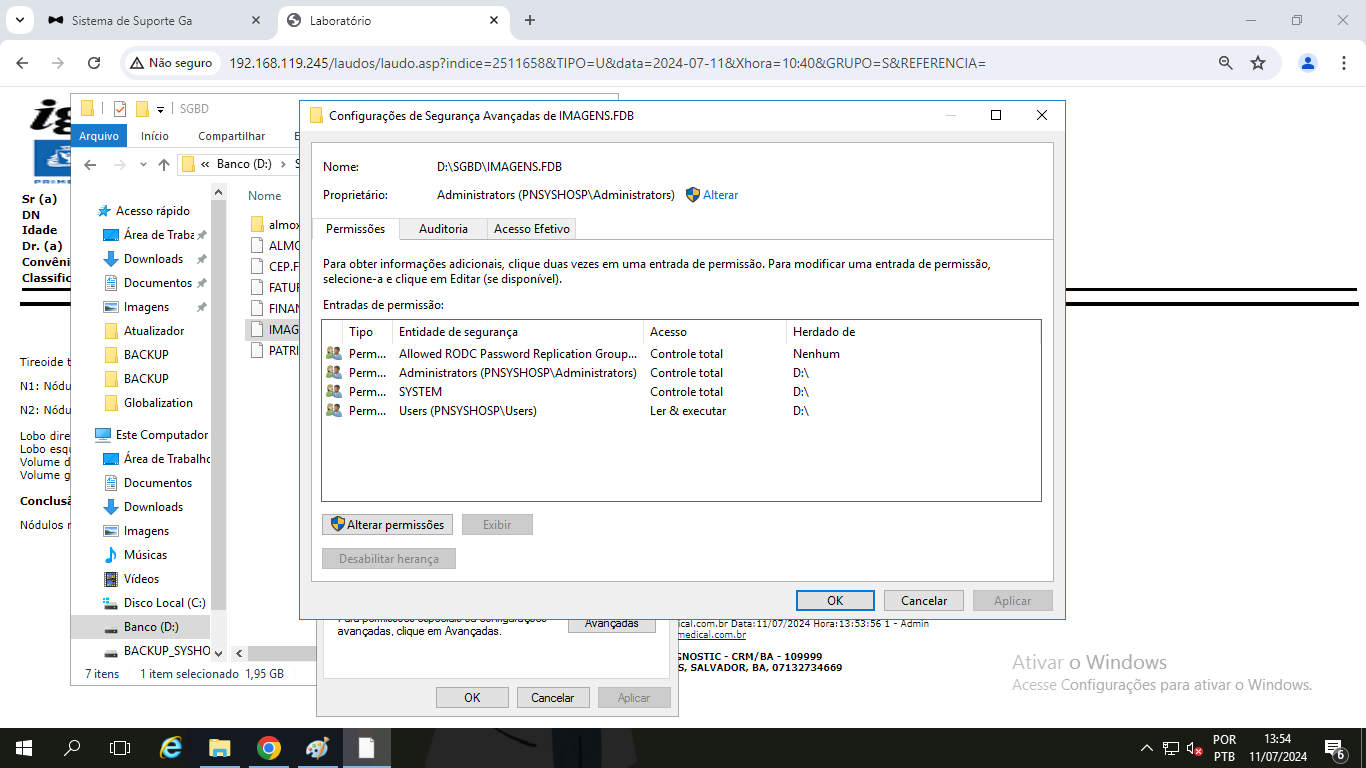 Sistema de Suporte Ga
Laboratório
Não seguro
192.168.119.245/laudos/laudo.asp?indice=2511658&TIPO=U&data=2024-07-11&Xhora=10:40&GRUPO=S&REFERENCIA=
SGBD
Arquivo
Início
Compartilhar
Banco (D:)
Nome
Acesso rápido
Área de Traba
Downloads
Documentos
Imagens
Atualizador
BACKUP
BACKUP
Globalization
Este Computador
Área de Trabalho
Documentos
Downloads
Imagens
Músicas
Vídeos
Disco Local (C:)
Banco (D:)
BACKUP_SYSHO
almox
ALMO
CEP.F
FATUR
FINAN
IMAG
PATRI
7 itens
1 item selecionado 1,95 GB
Sr (a)
DN
Idade
Dr. (a)
Convêni
Classific
Tireoide t
N1: Nódu
N2: Nódu
Lobo dire
Lobo esqu
Volume d
Volume g
Conclusã
Nódulos r
Configurações de Segurança Avançadas de IMAGENS.FDB
Nome:
D:\SGBD\IMAGENS.FDB
Proprietário:
Administrators (PNSYSHOSP\Administrators)
Alterar
Permissões
Auditoria
Acesso Efetivo
Para obter informações adicionais, clique duas vezes em uma entrada de permissão. Para modificar uma entrada de permissão,
selecione-a e clique em Editar (se disponível).
Entradas de permissão:
Tipo Entidade de segurança Acesso Herdado de
Perm... Allowed RODC Password Replication Group... Controle total Nenhum
Perm... Administrators (PNSYSHOSP\Administrators) Controle total D:\
Perm... SYSTEM Controle total D:\
Perm... Users (PNSYSHOSP\Users) Ler & executar D:\
Alterar permissões
Exibir
Desabilitar herança
OK
Cancelar
Aplicar
Para permissões especiais ou configurações
avançadas, clique em Avançadas.
Avançadas
OK
Cancelar
Aplicar
dical.com.br Data:11/07/2024 Hora:13:53:56 1 - Admin
medical.com.br
GNOSTIC - CRM/BA - 109999
S, SALVADOR, BA, 07132734669
Ativar o Windows
Acesse Configurações para ativar o Windows.
POR
PTB
13:54
11/07/2024
6